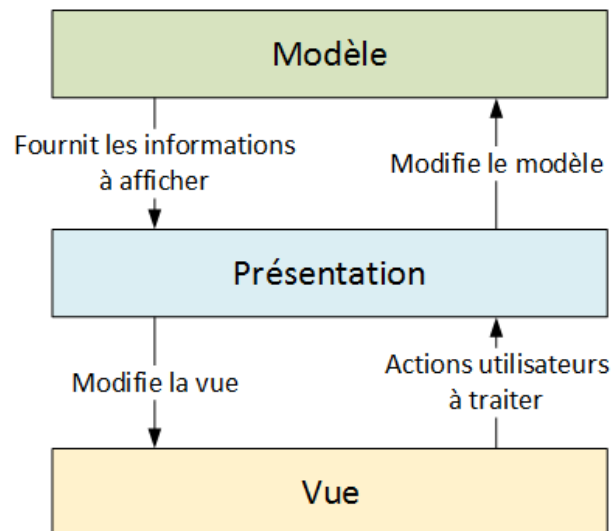 Modèle
Fournit les informations
à afficher
Modifie le modèle
Présentation
Modifie la vue
Actions utilisateurs
à traiter
Vue